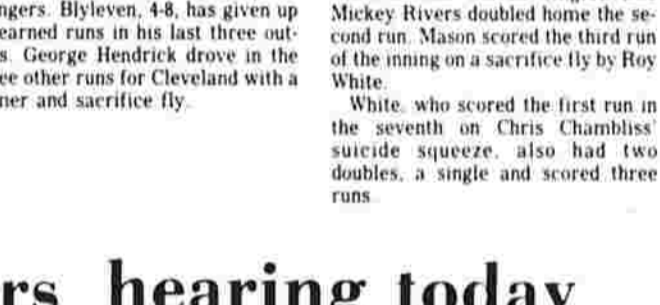 ngers. Blyleven, 4-8, has given up
earned runs in his last three out-
s. George Hendrick drove in the
ee other runs for Cleveland with a
ner and sacrifice fly.
Mickey Rivers doubled home the se-
cond run. Mason scored the third run
of the inning on a sacrifice fly by Roy
White.
White, who scored the first run in
the seventh on Chris Chambliss'
suicide squeeze, also had two
doubles, a single and scored three
runs.
rs hearing today